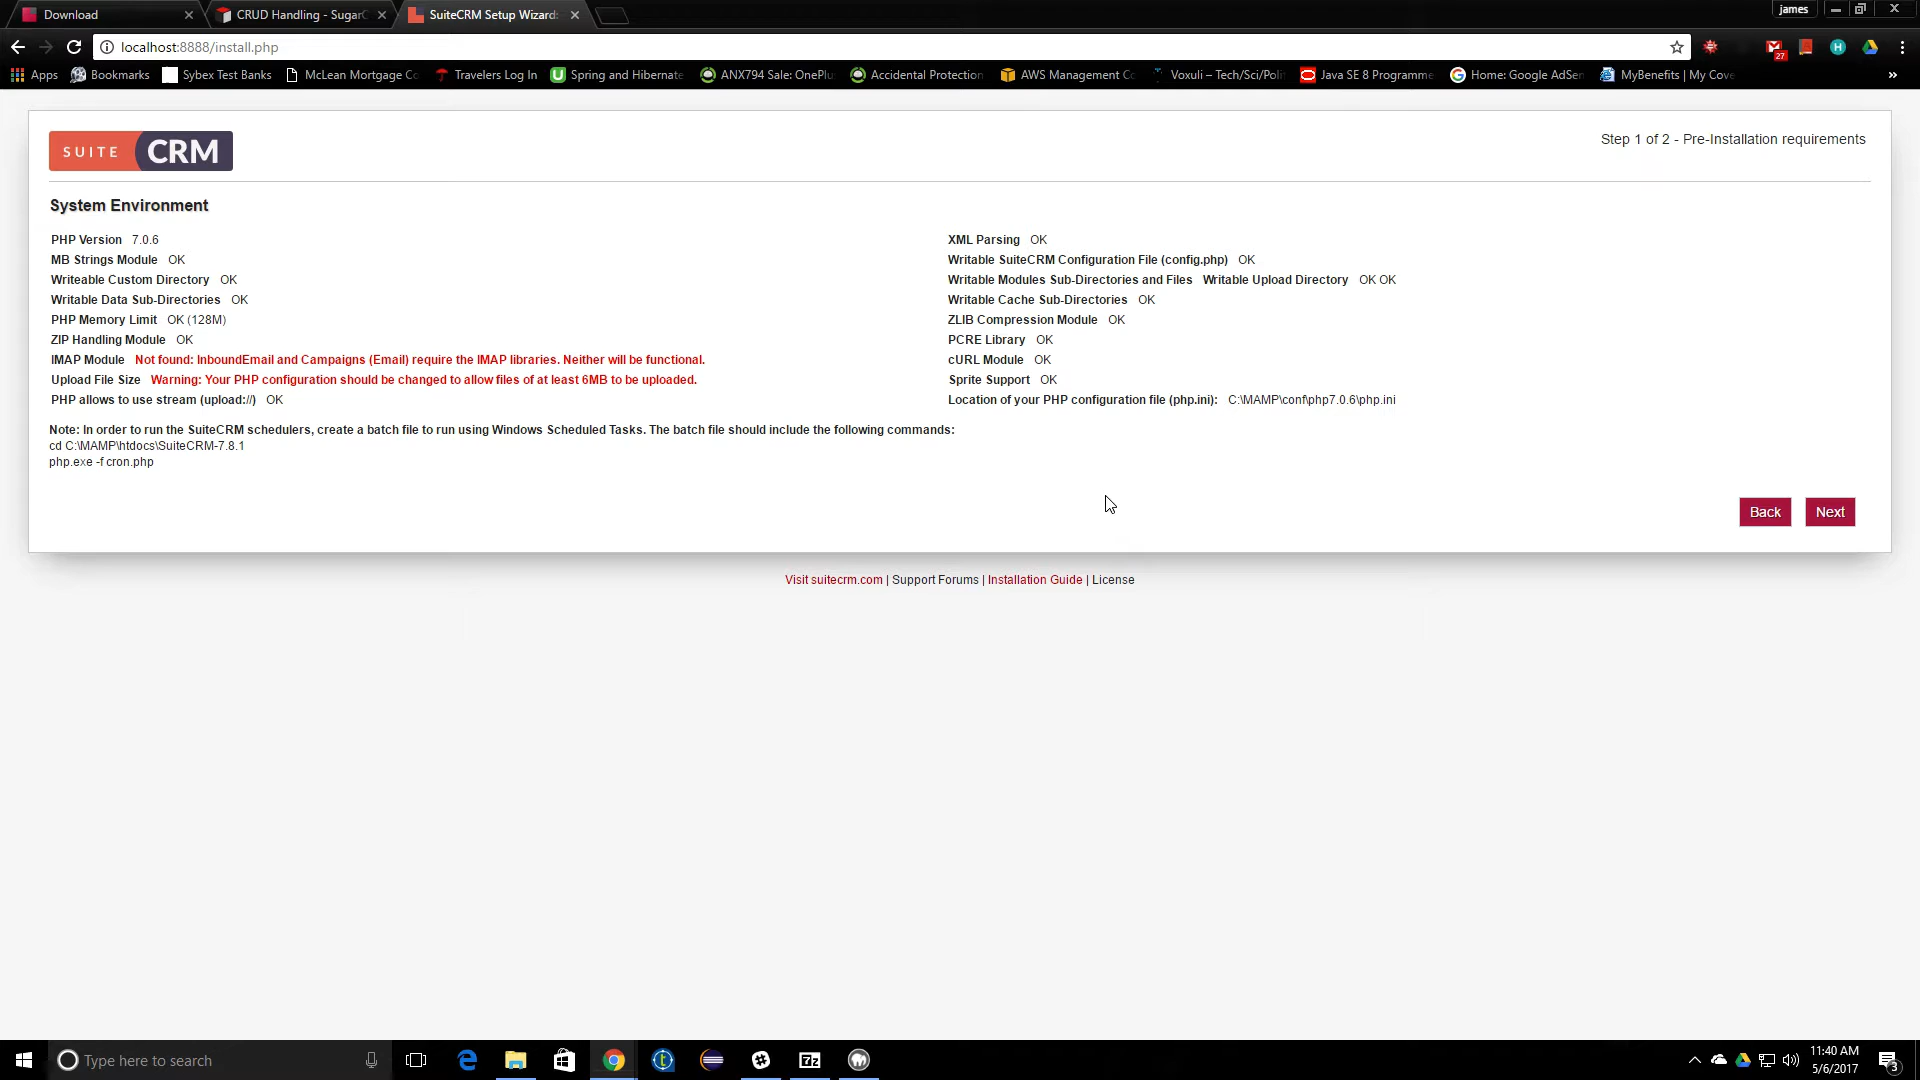 Download
CRUD Handling - SugarC
SuiteCRM Setup Wizard:
james
localhost:8888/install.php
27
Apps
Bookmarks
Sybex Test Banks
McLean Mortgage Co
Travelers Log In
Spring and Hibernate
ANX794 Sale: OnePlu
Accidental Protection
AWS Management Co
Voxuli – Tech/Sci/Poli
Java SE 8 Programme
Home: Google AdSen
MyBenefits | My Cove
»
SUITE CRM
Step 1 of 2 - Pre-Installation requirements
System Environment
PHP Version 7.0.6
MB Strings Module OK
Writeable Custom Directory OK
Writable Data Sub-Directories OK
PHP Memory Limit OK (128M)
ZIP Handling Module OK
IMAP Module Not found: InboundEmail and Campaigns (Email) require the IMAP libraries. Neither will be functional.
Upload File Size Warning: Your PHP configuration should be changed to allow files of at least 6MB to be uploaded.
PHP allows to use stream (upload://) OK
XML Parsing OK
Writable SuiteCRM Configuration File (config.php) OK
Writable Modules Sub-Directories and Files Writable Upload Directory OK OK
Writable Cache Sub-Directories OK
ZLIB Compression Module OK
PCRE Library OK
cURL Module OK
Sprite Support OK
Location of your PHP configuration file (php.ini): C:\MAMP\conf\php7.0.6\php.ini
Note: In order to run the SuiteCRM schedulers, create a batch file to run using Windows Scheduled Tasks. The batch file should include the following commands:
cd C:\MAMP\htdocs\SuiteCRM-7.8.1
php.exe -f cron.php
Back
Next
Visit suitecrm.com | Support Forums | Installation Guide | License
Type here to search
11:40 AM
5/6/2017
3